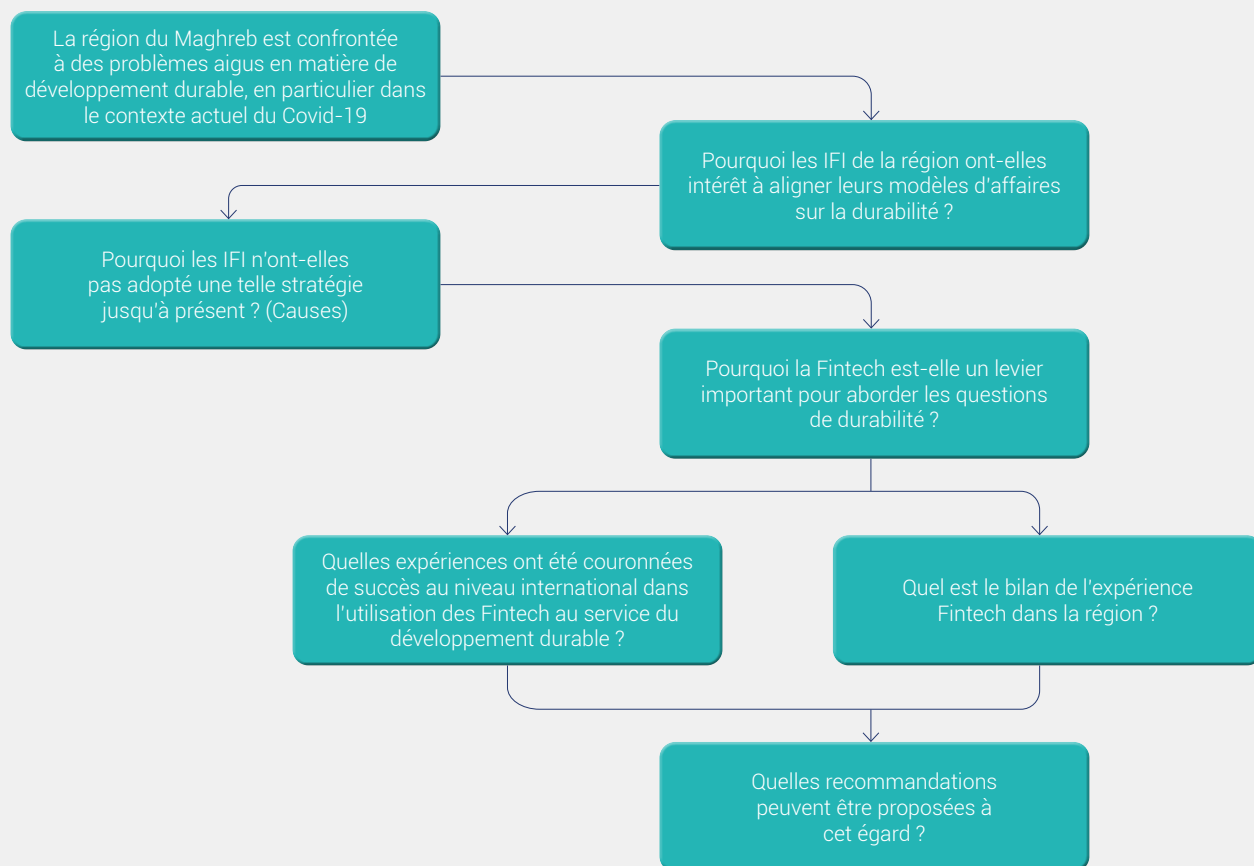 La région du Maghreb est confrontée
à des problèmes aigus en matière de
développement durable, en particulier dans
le contexte actuel du Covid-19
Pourquoi les IFI de la région ont-elles
intérêt à aligner leurs modèles d'affaires
sur la durabilité ?
Pourquoi les IFI n'ont-elles
pas adopté une telle stratégie
jusqu'à présent ? (Causes)
Pourquoi la Fintech est-elle un levier
important pour aborder les questions
de durabilité ?
Quelles expériences ont été couronnées
de succès au niveau international dans
l'utilisation des Fintech au service du
développement durable ?
Quel est le bilan de l'expérience
Fintech dans la région ?
Quelles recommandations
peuvent être proposées à
cet égard ?